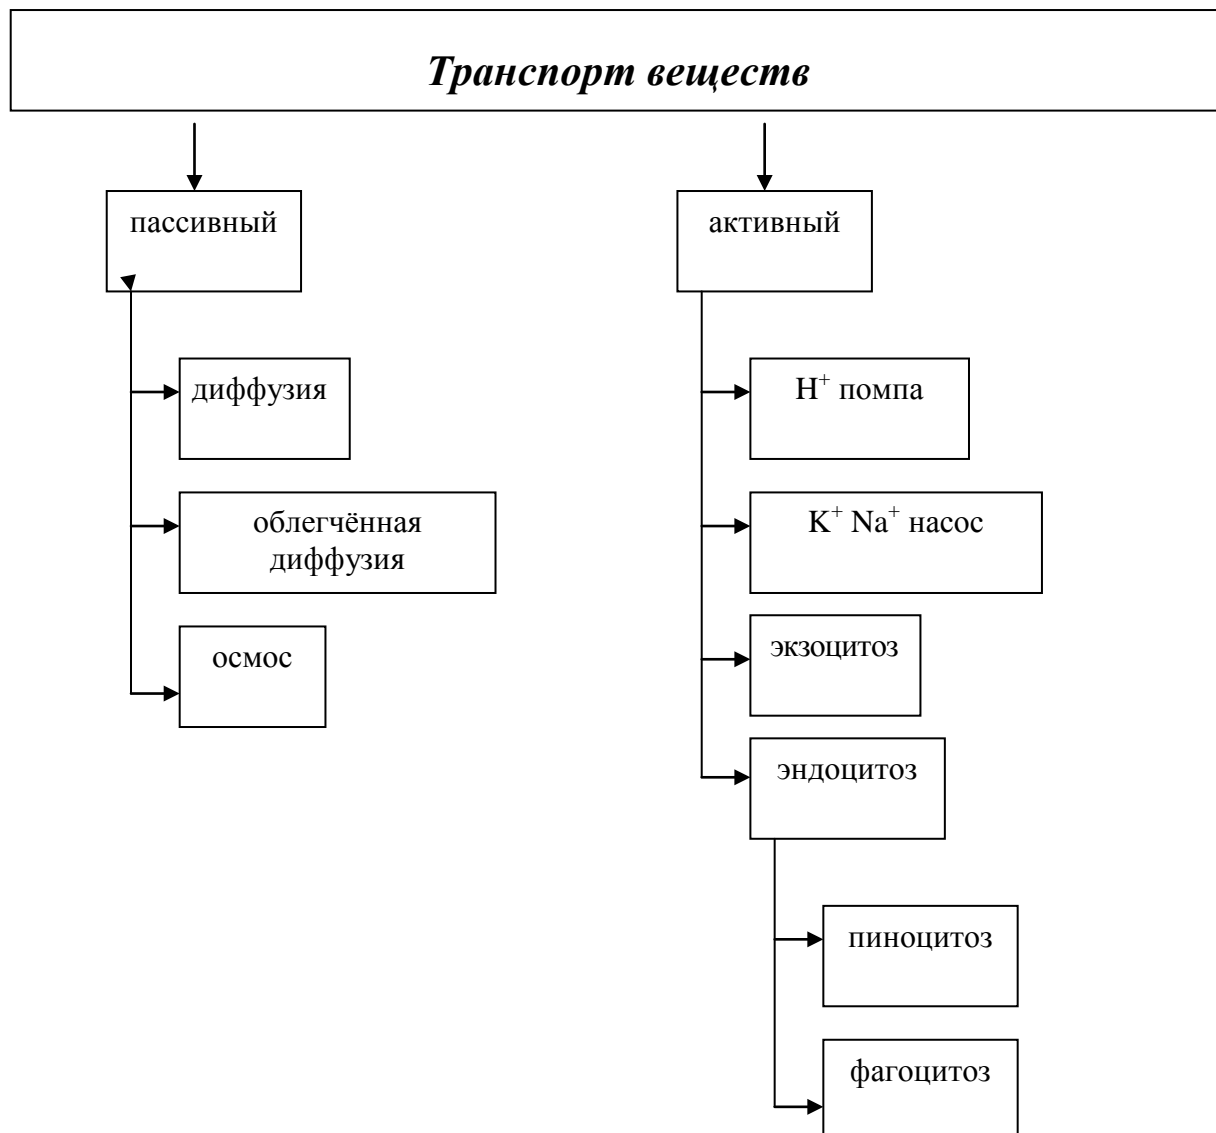 Транспорт веществ
пассивный
активный
диффузия
H⁺ помпа
облегчённая
диффузия
K⁺ Na⁺ насос
осмос
экзоцитоз
эндоцитоз
пиноцитоз
фагоцитоз